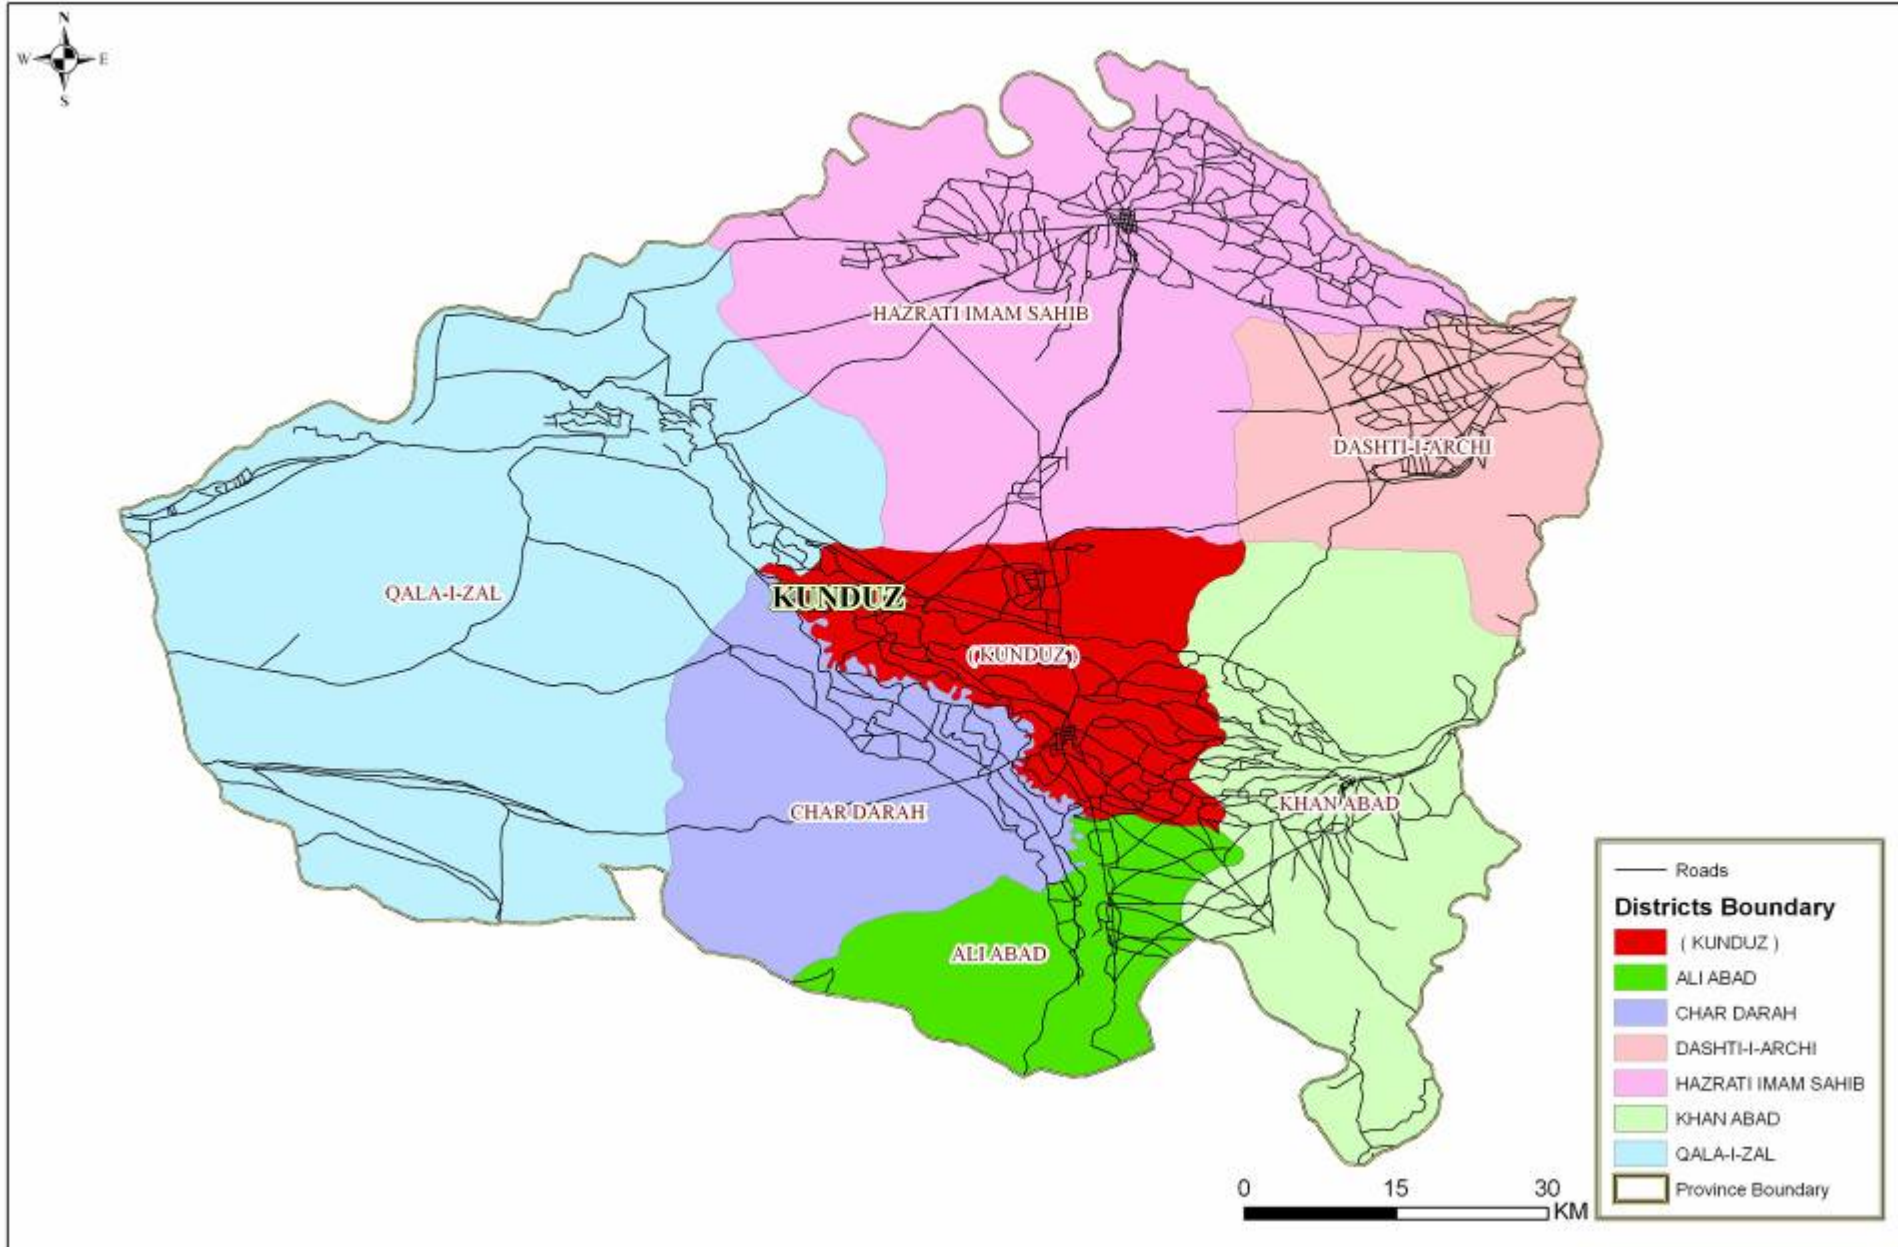 N
W E
S
HAZRATI IMAM SAHIB
DASHTI-I-ARCHI
QALA-I-ZAL
KUNDUZ
( KUNDUZ )
CHAR DARAH
KHAN ABAD
ALI ABAD
Roads
Districts Boundary
( KUNDUZ )
ALI ABAD
CHAR DARAH
DASHTI-I-ARCHI
HAZRATI IMAM SAHIB
KHAN ABAD
QALA-I-ZAL
Province Boundary
0 15 30
KM